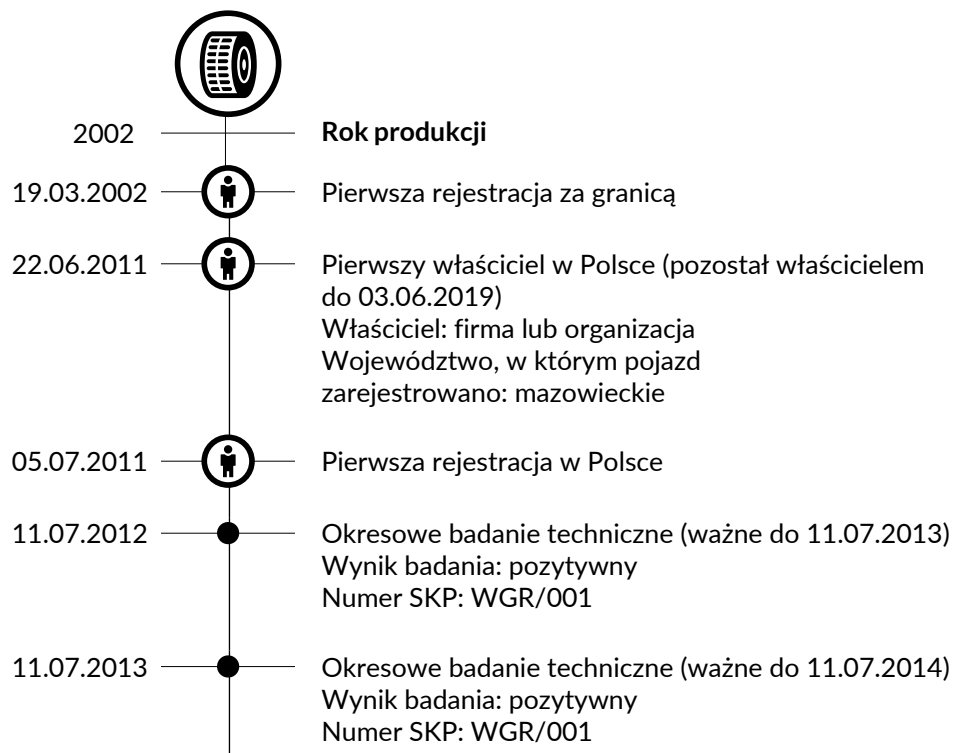 2002 Rok produkcji
19.03.2002 Pierwsza rejestracja za granicą
22.06.2011 Pierwszy właściciel w Polsce (pozostał właścicielem
do 03.06.2019)
Właściciel: firma lub organizacja
Województwo, w którym pojazd
zarejestrowano: mazowieckie
05.07.2011 Pierwsza rejestracja w Polsce
11.07.2012 Okresowe badanie techniczne (ważne do 11.07.2013)
Wynik badania: pozytywny
Numer SKP: WGR/001
11.07.2013 Okresowe badanie techniczne (ważne do 11.07.2014)
Wynik badania: pozytywny
Numer SKP: WGR/001